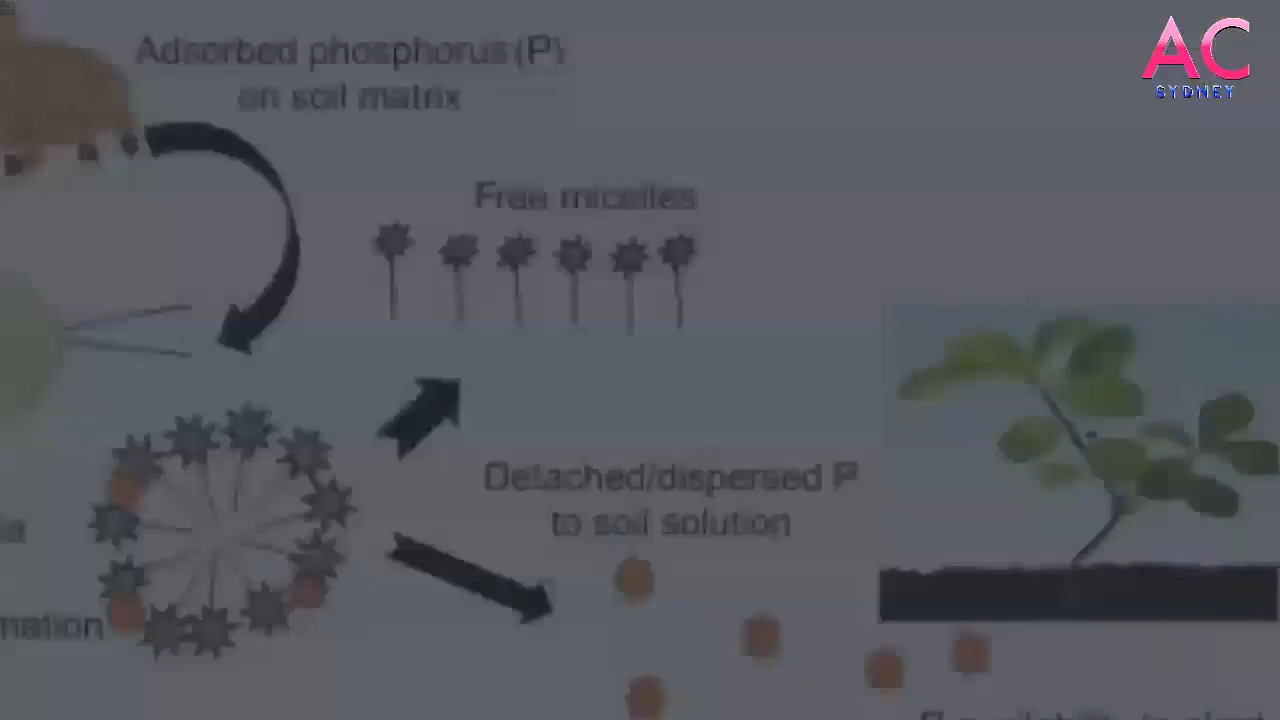 AC
SYDNEY
Adsorbed phosphorus (P)
on soil matrix
Free micelles
Detached/dispersed P
to soil solution